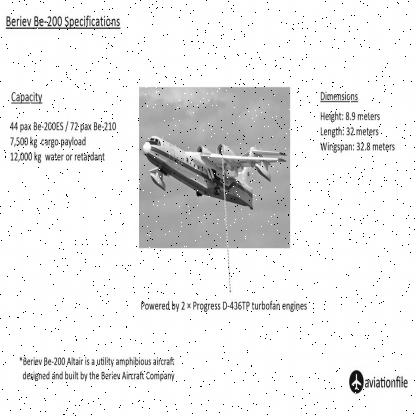 Beriev Be-200 Specifications
Capacity
44 pax Be-200ES / 72 pax Be-210
7,500 kg cargo payload
12,000 kg water or retardant
Dimensions
Height: 8.9 meters
Length: 32 meters
Wingspan: 32.8 meters
Powered by 2 × Progress D-436TP turbofan engines
*Beriev Be-200 Altair is a utility amphibious aircraft
designed and built by the Beriev Aircraft Company
aviationfile